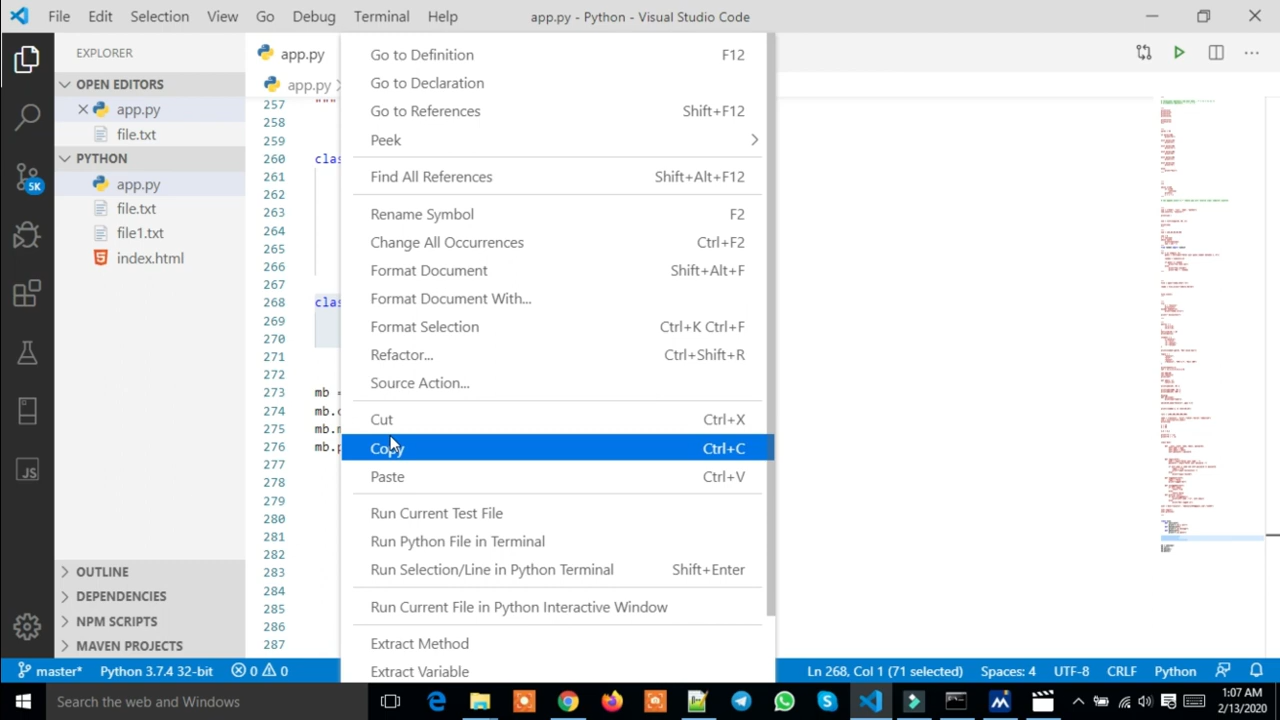 File Edit Selection View Go Debug Terminal Help app.py - Python - Visual Studio Code
EXPLORER
OPEN EDITORS
app.py
file.txt
PYTHON
app.py
file.txt
file1.txt
index.html
OUTLINE
DEPENDENCIES
NPM SCRIPTS
MAVEN PROJECTS
5K
app.py
app.py
257 """
258
259
260 clas
261
262
263
264
265
266
267
268 clas
269
270
271
272
273 mb =
274 mb.c
275 mb.m
276 mb.p
277
278
279
280
281
282
283
284
285
286
287
Go to Definition F12
Go to Declaration
Go to References Shift+F12
Peek
Find All References Shift+Alt+F12
Rename Symbol F2
Change All Occurrences Ctrl+F2
Format Document Shift+Alt+F
Format Document With...
Format Selection Ctrl+K Ctrl+F
Refactor... Ctrl+Shift+R
Source Action...
Cut Ctrl+X
Copy Ctrl+C
Paste Ctrl+V
Run Current Test File
Run Python File in Terminal
Run Selection/Line in Python Terminal Shift+Enter
Run Current File in Python Interactive Window
Extract Method
Extract Variable
master* Python 3.7.4 32-bit 0 0 Ln 268, Col 1 (71 selected) Spaces: 4 UTF-8 CRLF Python
Search the Web and Windows
1:07 AM
2/13/2020